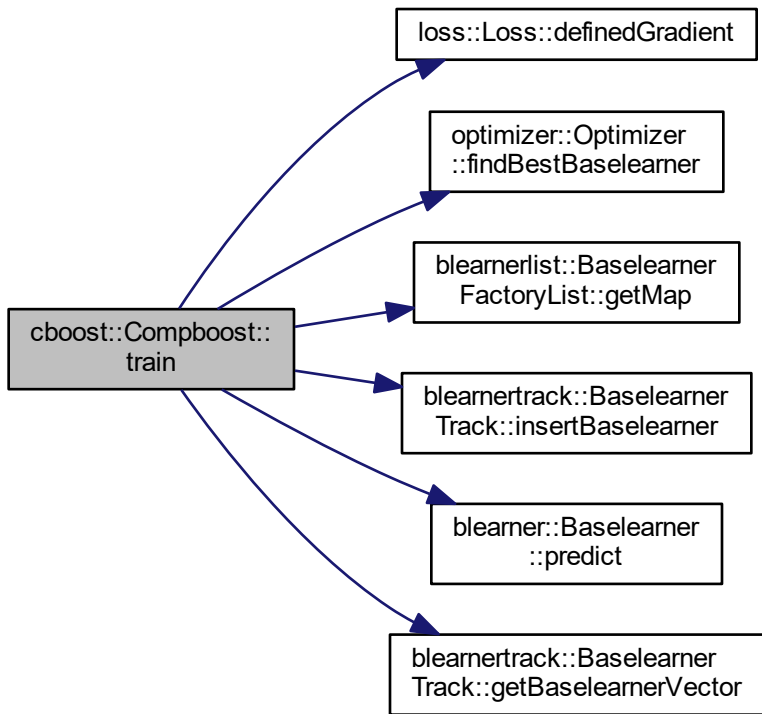 loss::Loss::definedGradient
optimizer::Optimizer
::findBestBaselearner
blearnerlist::Baselearner
FactoryList::getMap
cboost::Compboost::
train
blearnertrack::Baselearner
Track::insertBaselearner
blearner::Baselearner
::predict
blearnertrack::Baselearner
Track::getBaselearnerVector